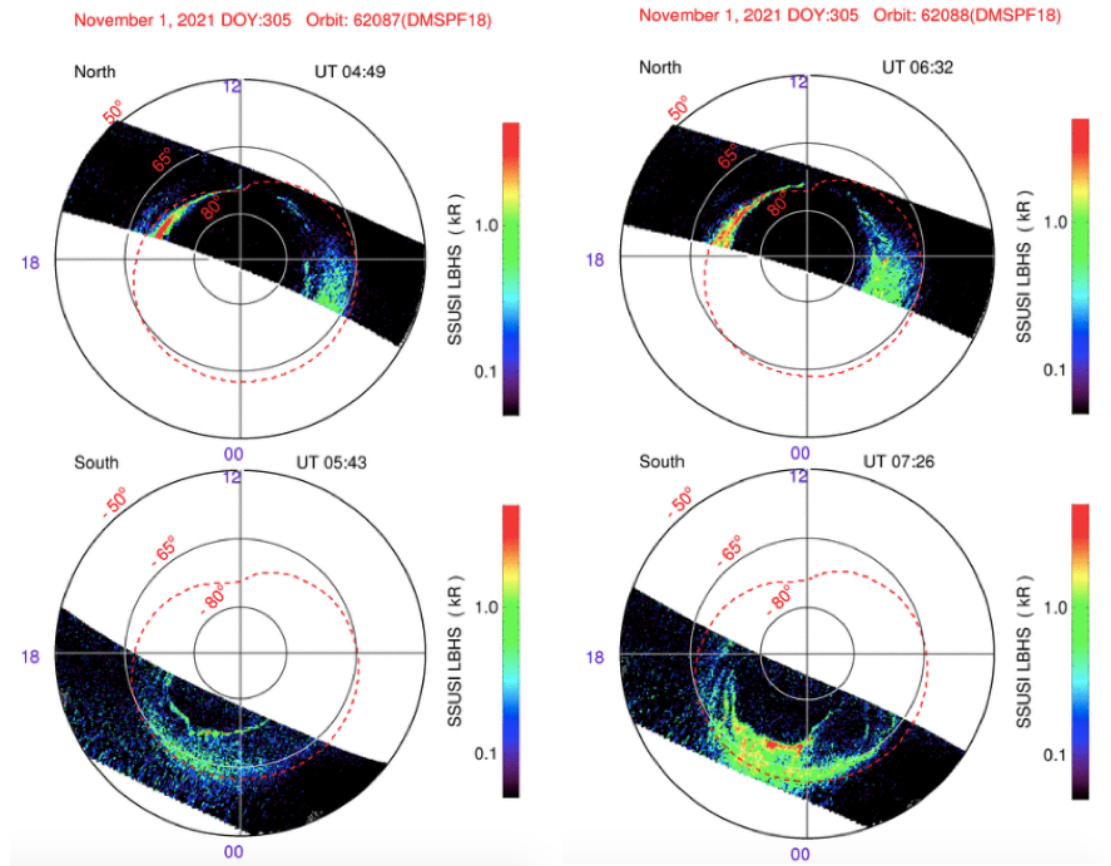 November 1, 2021 DOY:305 Orbit: 62087(DMSPF18)
North
UT 04:49
12
50°
65°
80°
18
00
1.0
0.1
SSUSI LBHS ( kR )
South
UT 05:43
12
- 50°
- 65°
- 80°
18
00
1.0
0.1
SSUSI LBHS ( kR )
November 1, 2021 DOY:305 Orbit: 62088(DMSPF18)
North
UT 06:32
12
50°
65°
80°
18
00
1.0
0.1
SSUSI LBHS ( kR )
South
UT 07:26
12
- 50°
- 65°
- 80°
18
00
1.0
0.1
SSUSI LBHS ( kR )